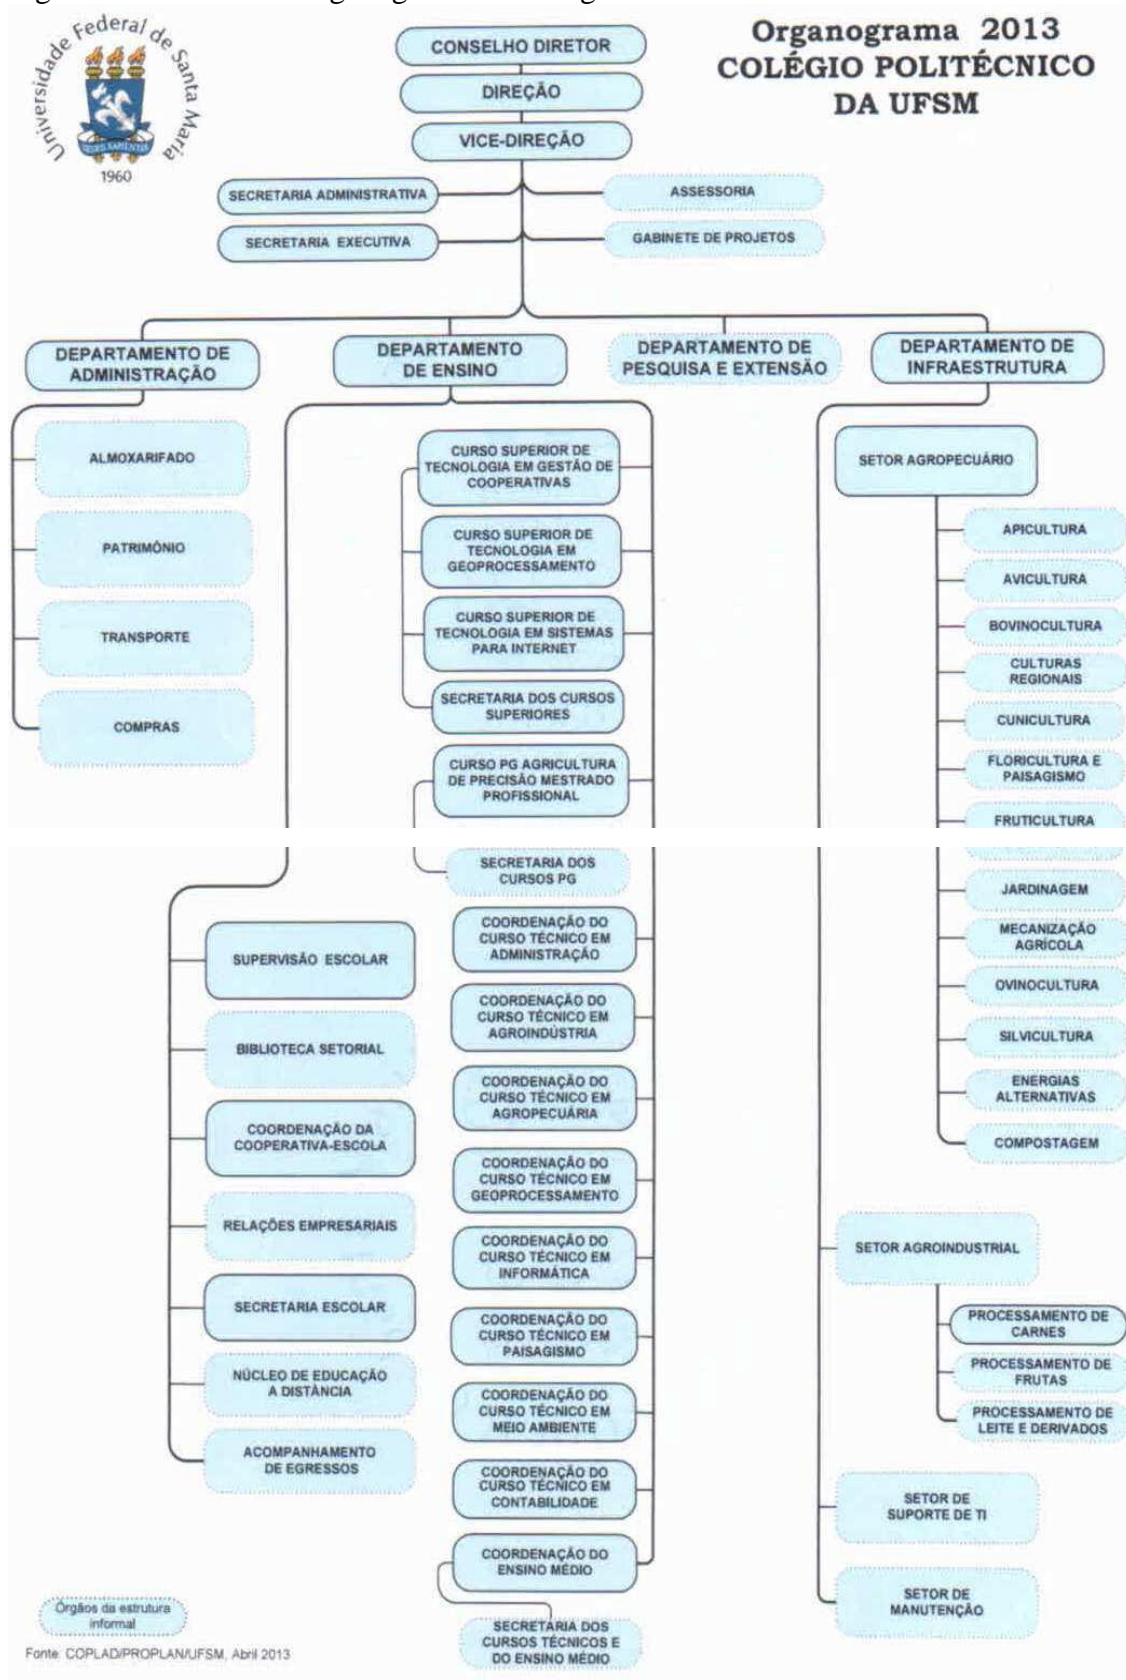 Universidade Federal de Santa Maria
SEDES SAPIENTIAE
1960
Organograma 2013
COLÉGIO POLITÉCNICO
DA UFSM
CONSELHO DIRETOR
DIREÇÃO
VICE-DIREÇÃO
SECRETARIA ADMINISTRATIVA
ASSESSORIA
SECRETARIA EXECUTIVA
GABINETE DE PROJETOS
DEPARTAMENTO DE
ADMINISTRAÇÃO
DEPARTAMENTO
DE ENSINO
DEPARTAMENTO DE
PESQUISA E EXTENSÃO
DEPARTAMENTO DE
INFRAESTRUTURA
ALMOXARIFADO
PATRIMÔNIO
TRANSPORTE
COMPRAS
CURSO SUPERIOR DE
TECNOLOGIA EM GESTÃO DE
COOPERATIVAS
CURSO SUPERIOR DE
TECNOLOGIA EM
GEOPROCESSAMENTO
CURSO SUPERIOR DE
TECNOLOGIA EM SISTEMAS
PARA INTERNET
SECRETARIA DOS CURSOS
SUPERIORES
CURSO PG AGRICULTURA
DE PRECISÃO MESTRADO
PROFISSIONAL
SETOR AGROPECUÁRIO
APICULTURA
AVICULTURA
BOVINOCULTURA
CULTURAS
REGIONAIS
CUNICULTURA
FLORICULTURA E
PAISAGISMO
FRUTICULTURA
SUPERVISÃO ESCOLAR
BIBLIOTECA SETORIAL
COORDENAÇÃO DA
COOPERATIVA-ESCOLA
RELAÇÕES EMPRESARIAIS
SECRETARIA ESCOLAR
NÚCLEO DE EDUCAÇÃO
A DISTÂNCIA
ACOMPANHAMENTO
DE EGRESSOS
SECRETARIA DOS
CURSOS PG
COORDENAÇÃO DO
CURSO TÉCNICO EM
ADMINISTRAÇÃO
COORDENAÇÃO DO
CURSO TÉCNICO EM
AGROINDÚSTRIA
COORDENAÇÃO DO
CURSO TÉCNICO EM
AGROPECUÁRIA
COORDENAÇÃO DO
CURSO TÉCNICO EM
GEOPROCESSAMENTO
COORDENAÇÃO DO
CURSO TÉCNICO EM
INFORMÁTICA
COORDENAÇÃO DO
CURSO TÉCNICO EM
PAISAGISMO
COORDENAÇÃO DO
CURSO TÉCNICO EM
MEIO AMBIENTE
COORDENAÇÃO DO
CURSO TÉCNICO EM
CONTABILIDADE
COORDENAÇÃO DO
ENSINO MÉDIO
SECRETARIA DOS
CURSOS TÉCNICOS E
DO ENSINO MÉDIO
JARDINAGEM
MECANIZAÇÃO
AGRÍCOLA
OVINOCULTURA
SILVICULTURA
ENERGIAS
ALTERNATIVAS
COMPOSTAGEM
SETOR AGROINDUSTRIAL
PROCESSAMENTO DE
CARNES
PROCESSAMENTO DE
FRUTAS
PROCESSAMENTO DE
LEITE E DERIVADOS
SETOR DE
SUPORTE DE TI
SETOR DE
MANUTENÇÃO
Órgãos da estrutura
informal
Fonte: COPLAD/PROPLAN/UFSM, Abril 2013